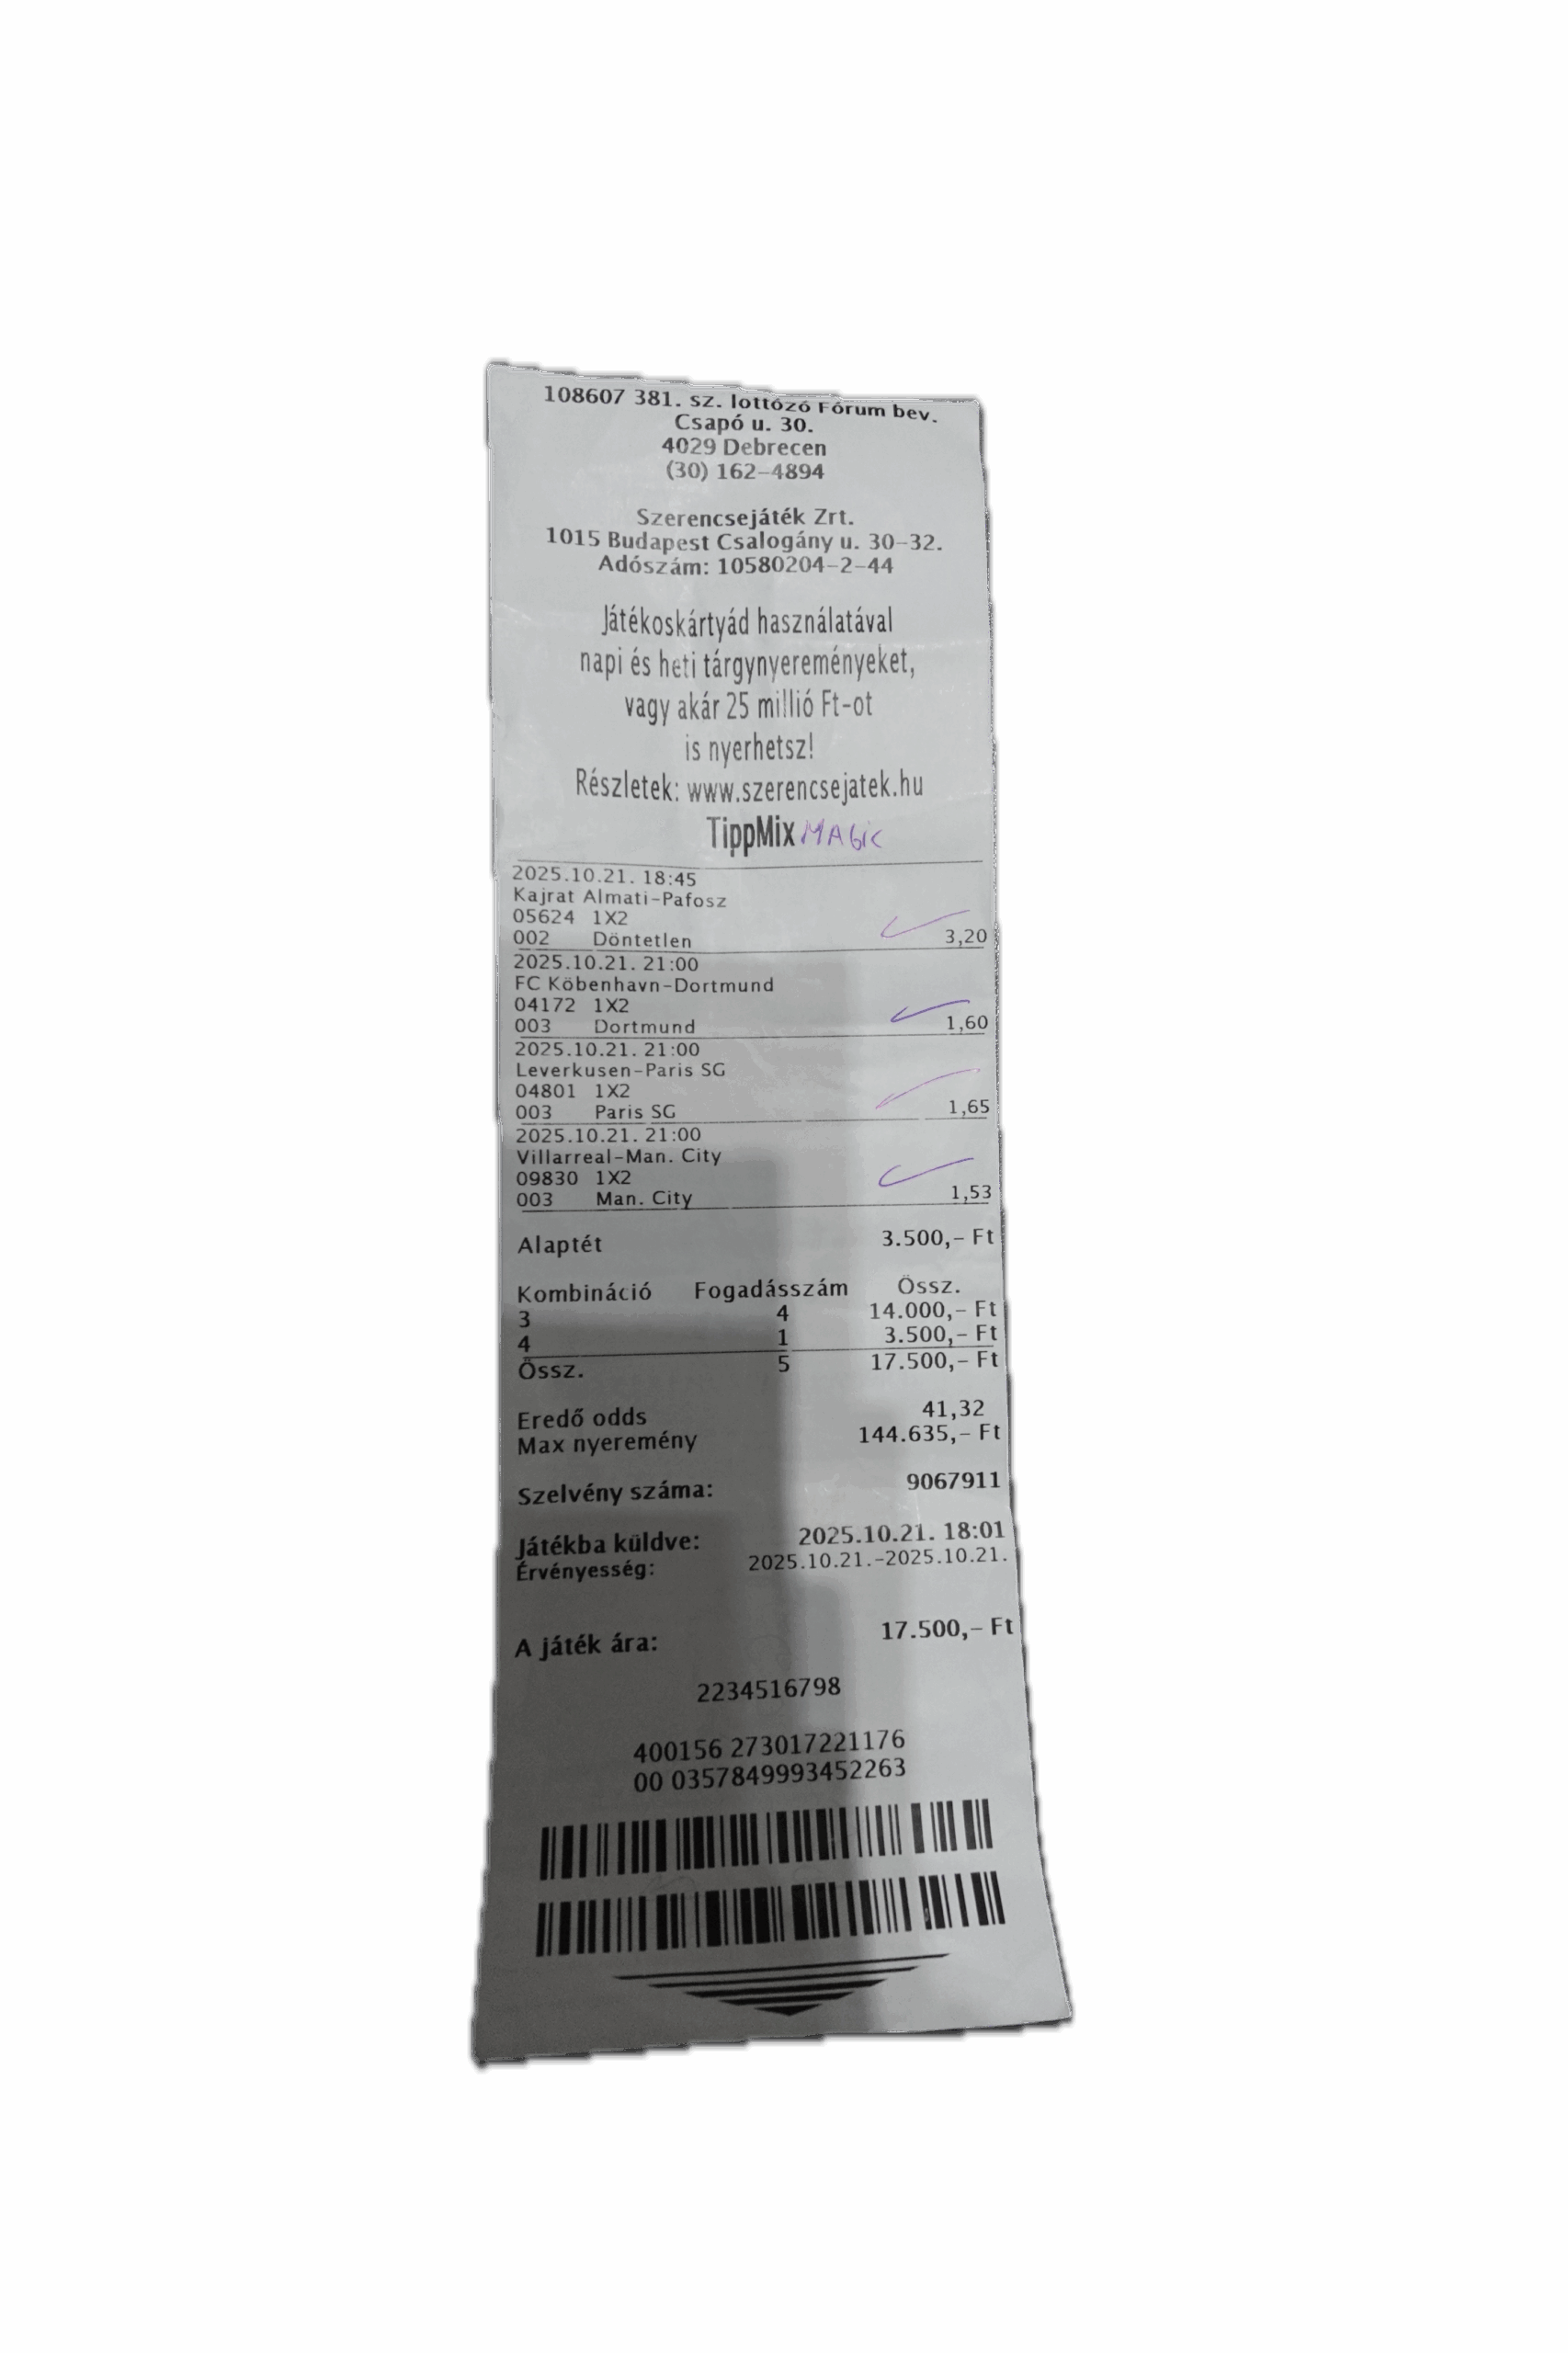 108607 381. sz. lottózó Fórum bev.
Csapó u. 30.
4029 Debrecen
(30) 162-4894
Szerencsejáték Zrt.
1015 Budapest Csalogány u. 30-32.
Adószám: 10580204-2-44
Játékoskártyád használatával
napi és heti tárgynyereményeket,
vagy akár 25 millió Ft-ot
is nyerhetsz!
Részletek: www.szerencsejatek.hu
TippMix MAGIC
2025.10.21. 18:45
Kajrat Almati-Pafosz
05624 1X2
002 Döntetlen 3,20
2025.10.21. 21:00
FC Köbenhavn-Dortmund
04172 1X2
003 Dortmund 1,60
2025.10.21. 21:00
Leverkusen-Paris SG
04801 1X2
003 Paris SG 1,65
2025.10.21. 21:00
Villarreal-Man. City
09830 1X2
003 Man. City 1,53
Alaptét 3.500,- Ft
Kombináció Fogadásszám Össz.
3 4 14.000,- Ft
4 1 3.500,- Ft
Össz. 5 17.500,- Ft
Eredő odds 41,32
Max nyeremény 144.635,- Ft
Szelvény száma: 9067911
Játékba küldve: 2025.10.21. 18:01
Érvényesség: 2025.10.21.-2025.10.21.
A játék ára: 17.500,- Ft
2234516798
400156 273017221176
00 0357849993452263